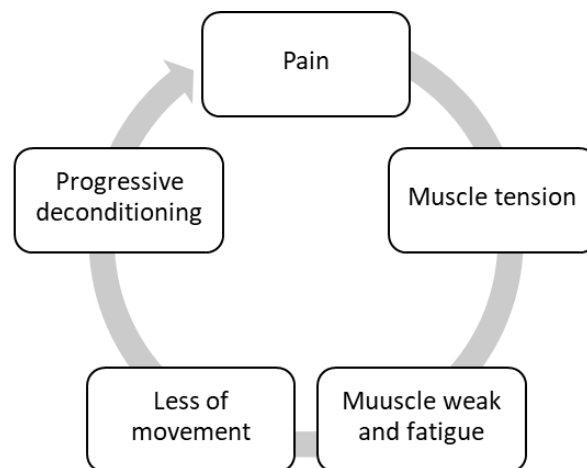 Pain
Muscle tension
Muuscle weak
and fatigue
Less of
movement
Progressive
deconditioning